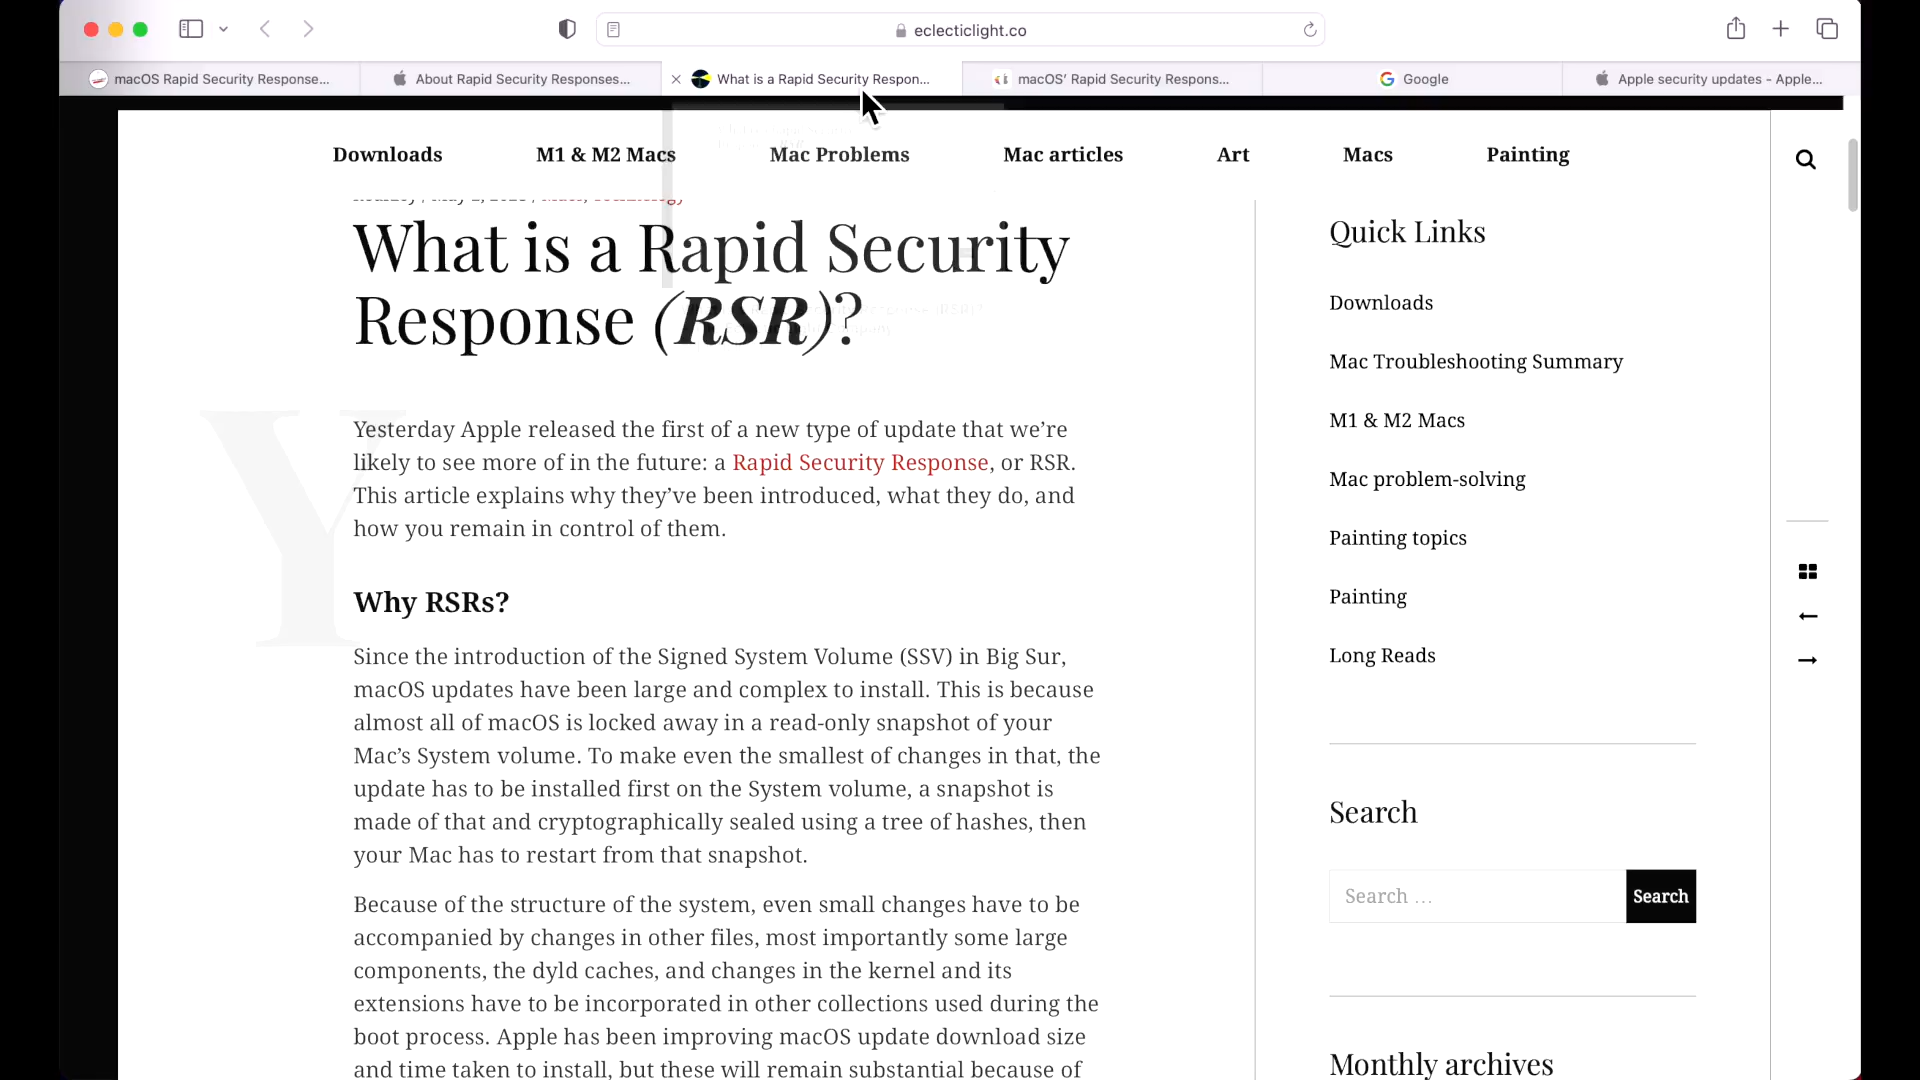 eclecticlight.co
macOS Rapid Security Response...
About Rapid Security Responses...
What is a Rapid Security Respon...
macOS’ Rapid Security Respons...
Google
Apple security updates - Apple...
Downloads
M1 & M2 Macs
Mac Problems
Mac articles
Art
Macs
Painting
What is a Rapid Security
Response (RSR)?
Yesterday Apple released the first of a new type of update that we’re
likely to see more of in the future: a Rapid Security Response, or RSR.
This article explains why they’ve been introduced, what they do, and
how you remain in control of them.
Why RSRs?
Since the introduction of the Signed System Volume (SSV) in Big Sur,
macOS updates have been large and complex to install. This is because
almost all of macOS is locked away in a read-only snapshot of your
Mac’s System volume. To make even the smallest of changes in that, the
update has to be installed first on the System volume, a snapshot is
made of that and cryptographically sealed using a tree of hashes, then
your Mac has to restart from that snapshot.
Because of the structure of the system, even small changes have to be
accompanied by changes in other files, most importantly some large
components, the dyld caches, and changes in the kernel and its
extensions have to be incorporated in other collections used during the
boot process. Apple has been improving macOS update download size
and time taken to install, but these will remain substantial because of
Quick Links
Downloads
Mac Troubleshooting Summary
M1 & M2 Macs
Mac problem-solving
Painting topics
Painting
Long Reads
Search
Search …
Search
Monthly archives